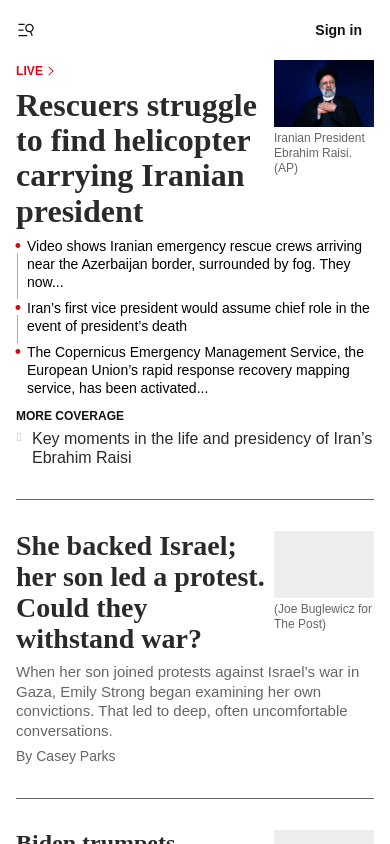 Sign in
LIVE
Rescuers struggle
to find helicopter
carrying Iranian
president
Iranian President
Ebrahim Raisi.
(AP)
Video shows Iranian emergency rescue crews arriving
near the Azerbaijan border, surrounded by fog. They
now...
Iran’s first vice president would assume chief role in the
event of president’s death
The Copernicus Emergency Management Service, the
European Union’s rapid response recovery mapping
service, has been activated...
MORE COVERAGE
Key moments in the life and presidency of Iran’s
Ebrahim Raisi
She backed Israel;
her son led a protest.
Could they
withstand war?
(Joe Buglewicz for
The Post)
When her son joined protests against Israel’s war in
Gaza, Emily Strong began examining her own
convictions. That led to deep, often uncomfortable
conversations.
By Casey Parks
Biden trumpets